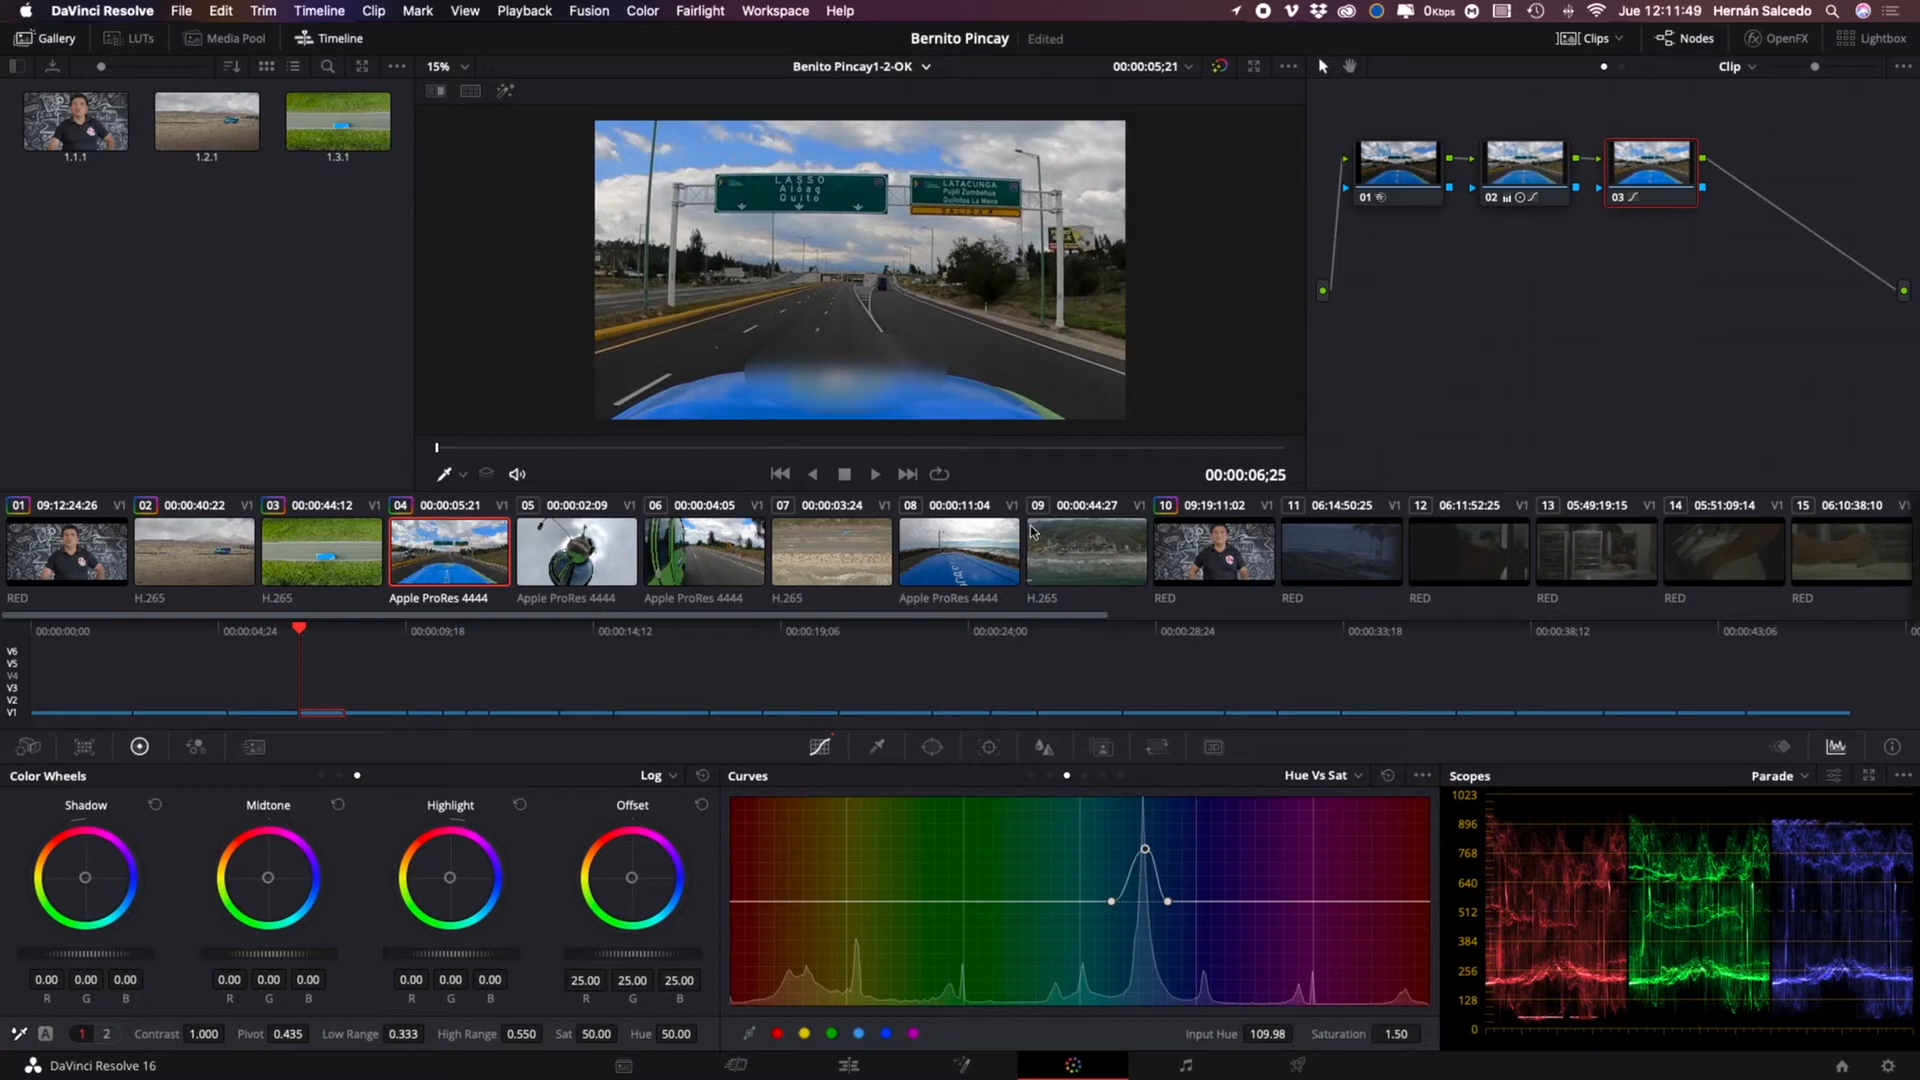 DaVinci Resolve File Edit Trim Timeline Clip Mark View Playback Fusion Color Fairlight Workspace Help 0Kbps Jue 12:11:49 Hernán Salcedo
Gallery LUTs Media Pool Timeline Bernito Pincay Edited Clips Nodes OpenFX Lightbox
15% Benito Pincay1-2-OK 00:00:05;21 Clip
1.1.1 1.2.1 1.3.1
LASSO
Alóag
Quito
LATACUNGA
Pujilí Zumbahua
Quilotoa La Maná
SALIDA
01 02 03
00:00:06;25
01 09:12:24:26 V1 02 00:00:40:22 V1 03 00:00:44:12 V1 04 00:00:05:21 V1 05 00:00:02:09 V1 06 00:00:04:05 V1 07 00:00:03:24 V1 08 00:00:11:04 V1 09 00:00:44:27 V1 10 09:19:11:02 V1 11 06:14:50:25 V1 12 06:11:52:25 V1 13 05:49:19:15 V1 14 05:51:09:14 V1 15 06:10:38:10 V1
RED H.265 H.265 Apple ProRes 4444 Apple ProRes 4444 Apple ProRes 4444 H.265 Apple ProRes 4444 H.265 RED RED RED RED RED RED
00:00:00;00 00:00:04;24 00:00:09;18 00:00:14;12 00:00:19;06 00:00:24;00 00:00:28;24 00:00:33;18 00:00:38;12 00:00:43;06 00
V6
V5
V4
V3
V2
V1
3D
Color Wheels Log Curves Hue Vs Sat Scopes Parade
Shadow Midtone Highlight Offset
1023
896
768
640
512
384
256
128
0
0.00 0.00 0.00 0.00 0.00 0.00 0.00 0.00 0.00 25.00 25.00 25.00
R G B R G B R G B R G B
A 1 2 Contrast 1.000 Pivot 0.435 Low Range 0.333 High Range 0.550 Sat 50.00 Hue 50.00 Input Hue 109.98 Saturation 1.50
DaVinci Resolve 16